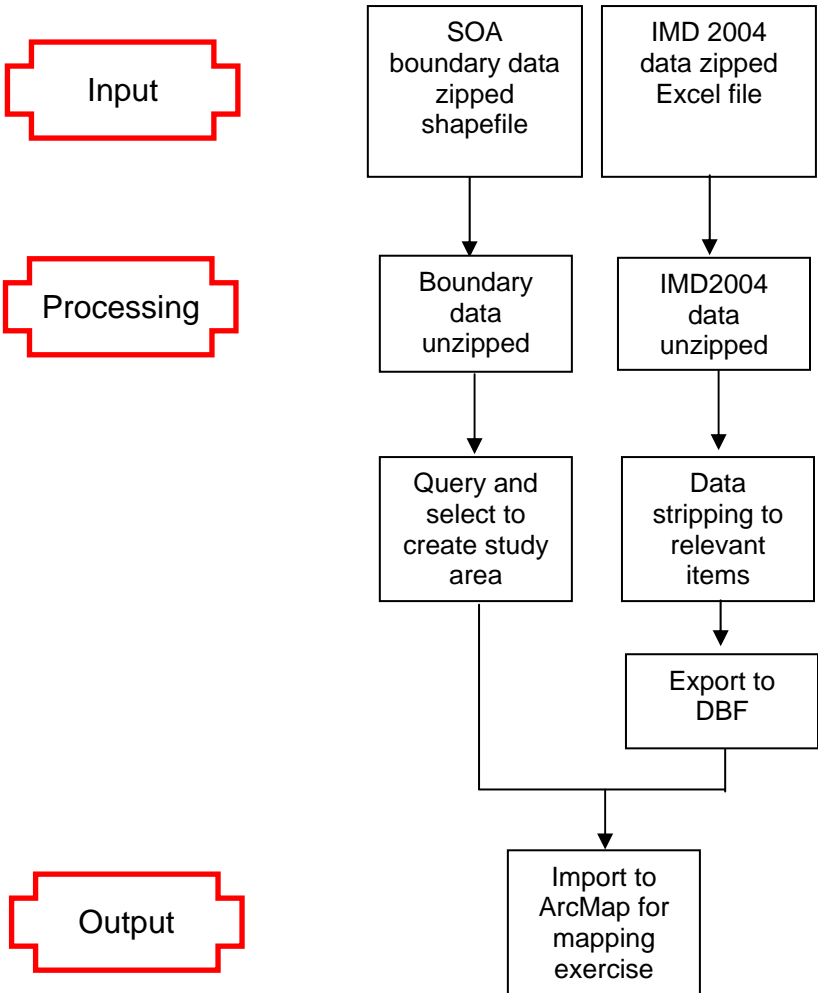 Input
SOA
boundary data
zipped
shapefile
IMD 2004
data zipped
Excel file
Processing
Boundary
data
unzipped
IMD2004
data
unzipped
Query and
select to
create study
area
Data
stripping to
relevant
items
Export to
DBF
Output
Import to
ArcMap for
mapping
exercise